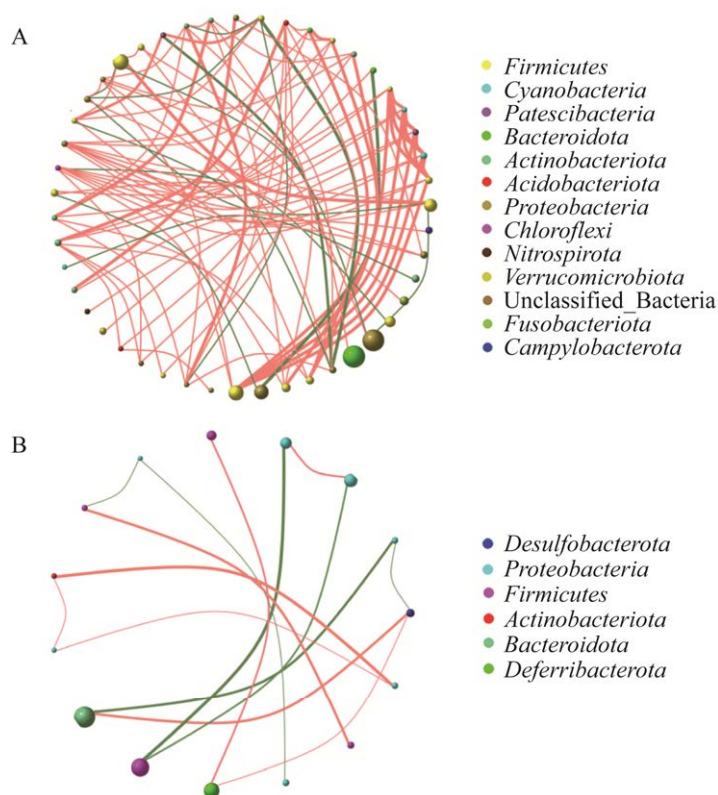 A
Firmicutes
Cyanobacteria
Patescibacteria
Bacteroidota
Actinobacteriota
Acidobacteriota
Proteobacteria
Chloroflexi
Nitrospirota
Verrucomicrobiota
Unclassified_Bacteria
Fusobacteriota
Campylobacterota
B
Desulfobacterota
Proteobacteria
Firmicutes
Actinobacteriota
Bacteroidota
Deferribacterota